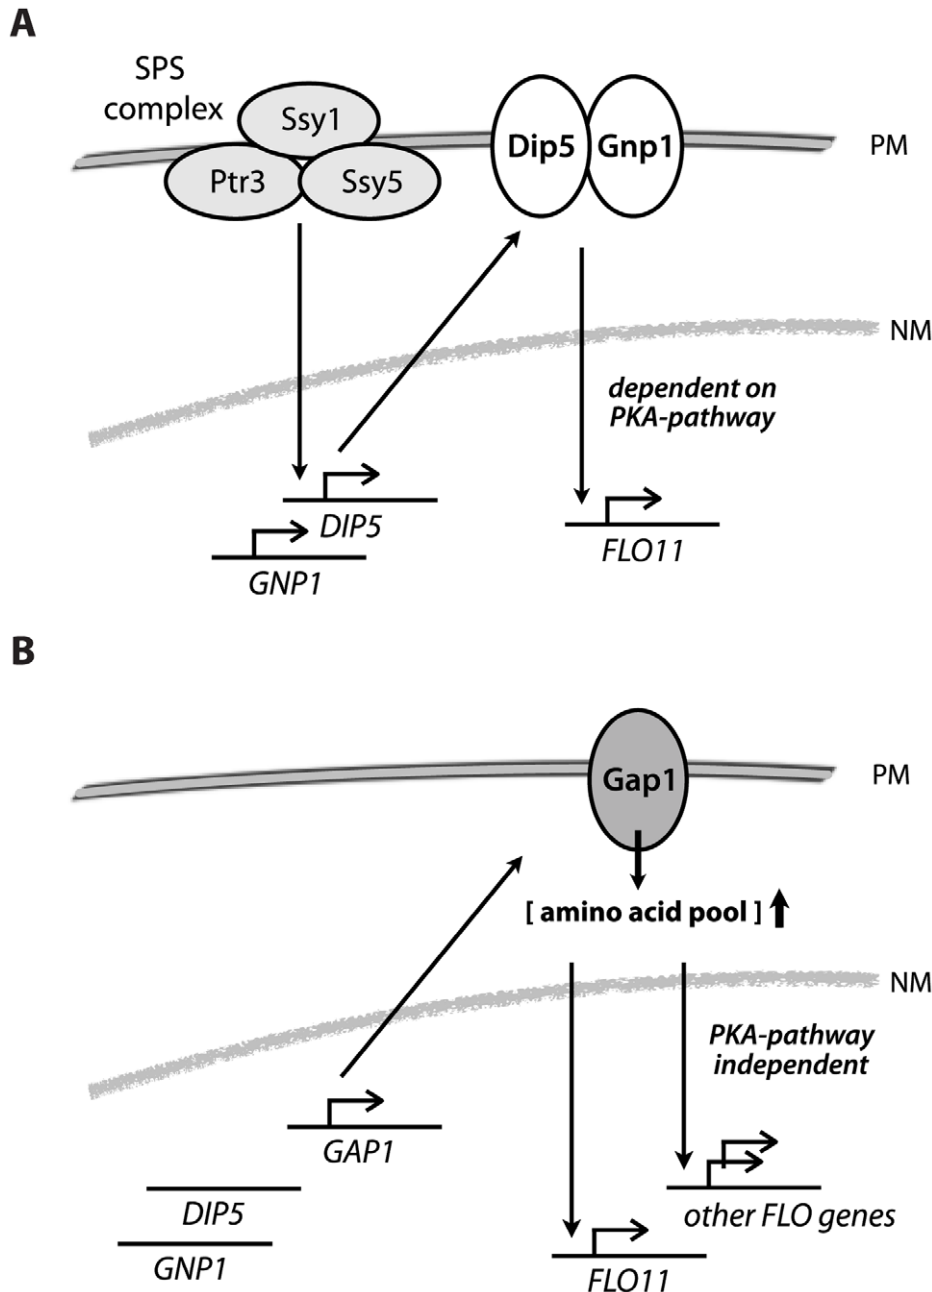 A
SPS
complex
Ssy1
Ptr3
Ssy5
Dip5
Gnp1
PM
NM
dependent on
PKA-pathway
DIP5
GNP1
FLO11
B
Gap1
PM
[ amino acid pool ]
NM
PKA-pathway
independent
GAP1
DIP5
GNP1
other FLO genes
FLO11